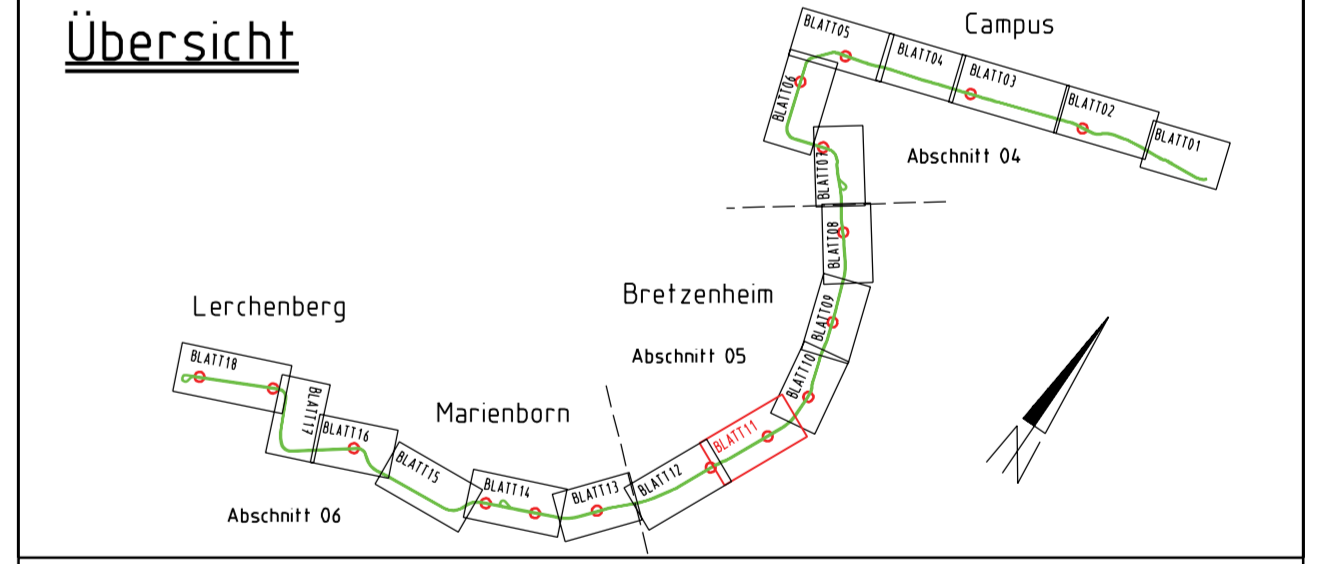 Übersicht
Campus
BLATT05
BLATT04
BLATT03
BLATT02
BLATT01
BLATT06
Abschnitt 04
BLATT07
BLATT08
Bretzenheim
BLATT09
Lerchenberg
Abschnitt 05
BLATT18
BLATT10
BLATT17
Marienborn
BLATT16
BLATT11
BLATT15
BLATT12
BLATT14
BLATT13
Abschnitt 06
N